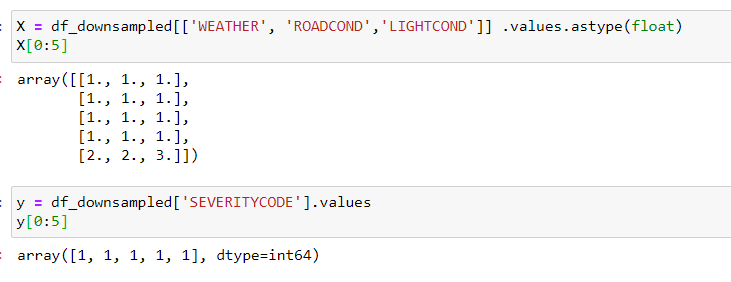 : X = df_downsampled[['WEATHER', 'ROADCOND','LIGHTCOND']] .values.astype(float)
X[0:5]
: array([[1., 1., 1.],
[1., 1., 1.],
[1., 1., 1.],
[1., 1., 1.],
[2., 2., 3.]])
: y = df_downsampled['SEVERITYCODE'].values
y[0:5]
: array([1, 1, 1, 1, 1], dtype=int64)